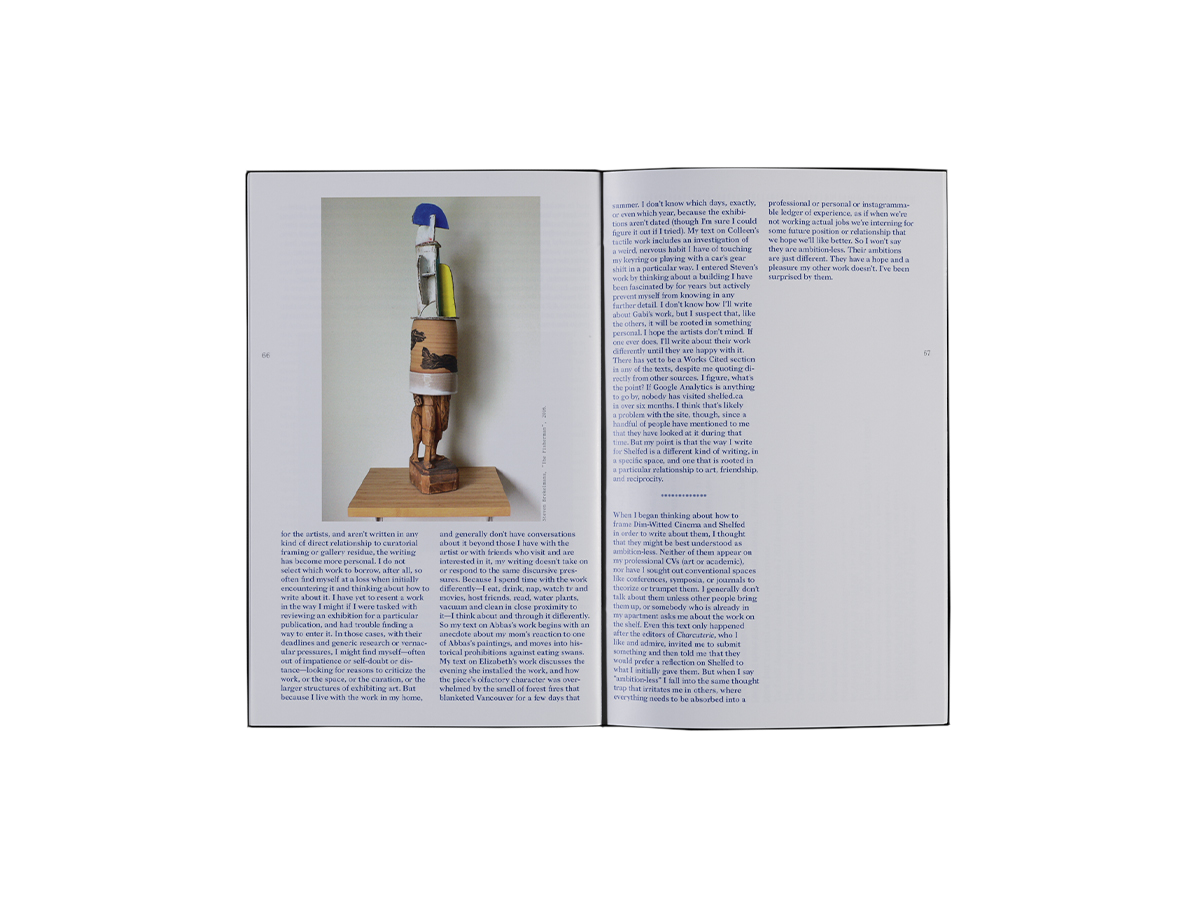 66
for the artists, and aren't written in any
kind of direct relationship to curatorial
framing or gallery residue, the writing
has become more personal. I do not
select which work to borrow, after all, so
often find myself at a loss when initially
encountering it and thinking about how to
write about it. I have yet to resent a work
in the way I might if I were tasked with
reviewing an exhibition for a particular
publication, and had trouble finding a
way to enter it. In those cases, with their
deadlines and generic research or vernac-
ular pressures, I might find myself—often
out of impatience or self-doubt or dis-
tance—looking for reasons to criticize the
work, or the space, or the curation, or the
larger structures of exhibiting art. But
because I live with the work in my home,
and generally don't have conversations
about it beyond those I have with the
artist or with friends who visit and are
interested in it, my writing doesn't take on
or respond to the same discursive pres-
sures. Because I spend time with the work
differently—I eat, drink, nap, watch tv and
movies, host friends, read, water plants,
vacuum and clean in close proximity to
it—I think about and through it differently.
So my text on Abbas's work begins with an
anecdote about my mom's reaction to one
of Abbas's paintings, and moves into his-
torical prohibitions against eating swans.
My text on Elizabeth's work discusses the
evening she installed the work, and how
the piece's olfactory character was over-
whelmed by the smell of forest fires that
blanketed Vancouver for a few days that
summer. I don't know which days, exactly,
or even which year, because the exhibi-
tions aren't dated (though I'm sure I could
figure it out if I tried). My text on Colleen's
tactile work includes an investigation of
a weird, nervous habit I have of touching
my keyring or playing with a car's gear
shift in a particular way. I entered Steven's
work by thinking about a building I have
been fascinated by for years but actively
prevent myself from knowing in any
further detail. I don't know how I'll write
about Gabi's work, but I suspect that, like
the others, it will be rooted in something
personal. I hope the artists don't mind. If
one ever does, I'll write about their work
differently until they are happy with it.
There has yet to be a Works Cited section
in any of the texts, despite me quoting di-
rectly from other sources. I figure, what's
the point? If Google Analytics is anything
to go by, nobody has visited shelfed.ca
in over six months. I think that's likely
a problem with the site, though, since a
handful of people have mentioned to me
that they have looked at it during that
time. But my point is that the way I write
for Shelfed is a different kind of writing, in
a specific space, and one that is rooted in
a particular relationship to art, friendship,
and reciprocity.
*************
When I began thinking about how to
frame Dim-Witted Cinema and Shelfed
in order to write about them, I thought
that they might be best understood as
ambition-less. Neither of them appear on
my professional CVs (art or academic),
nor have I sought out conventional spaces
like conferences, symposia, or journals to
theorize or trumpet them. I generally don't
talk about them unless other people bring
them up, or somebody who is already in
my apartment asks me about the work on
the shelf. Even this text only happened
after the editors of Charcuterie, who I
like and admire, invited me to submit
something and then told me that they
would prefer a reflection on Shelfed to
what I initially gave them. But when I say
"ambition-less" I fall into the same thought
trap that irritates me in others, where
everything needs to be absorbed into a
professional or personal or instagramma-
ble ledger of experience, as if when we're
not working actual jobs we're interning for
some future position or relationship that
we hope we'll like better. So I won't say
they are ambition-less. Their ambitions
are just different. They have a hope and a
pleasure my other work doesn't. I've been
surprised by them.
67